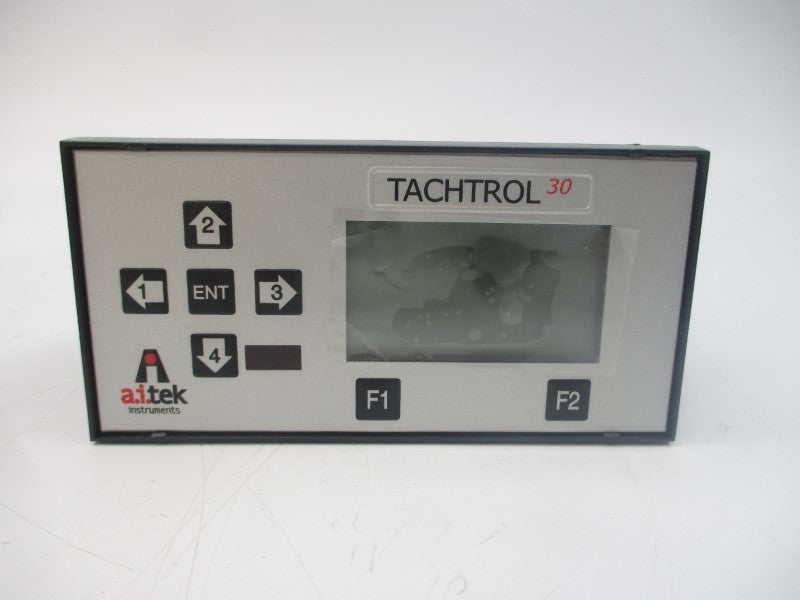 TACHTROL 30
2
1 ENT 3
4
a.i.tek
instruments
F1 F2